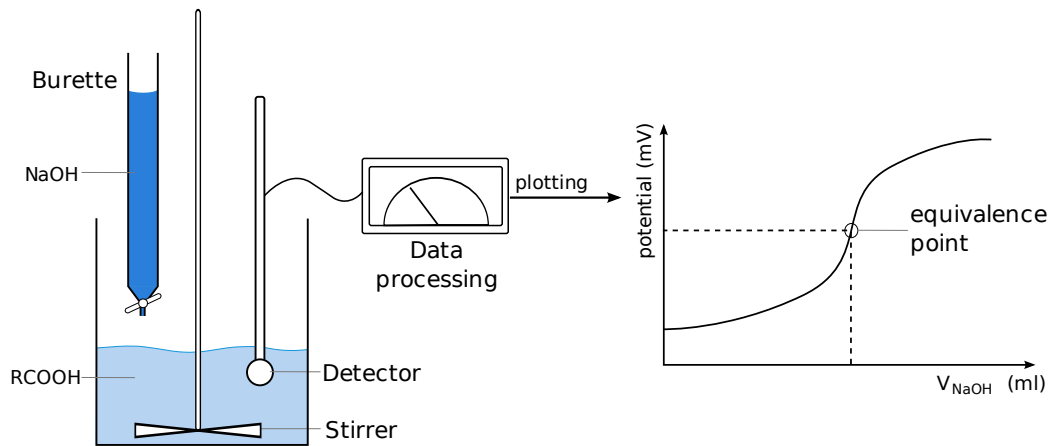 Burette
NaOH
RCOOH
Detector
Stirrer
Data
processing
plotting
potential (mV)
equivalence
point
V_NaOH (ml)